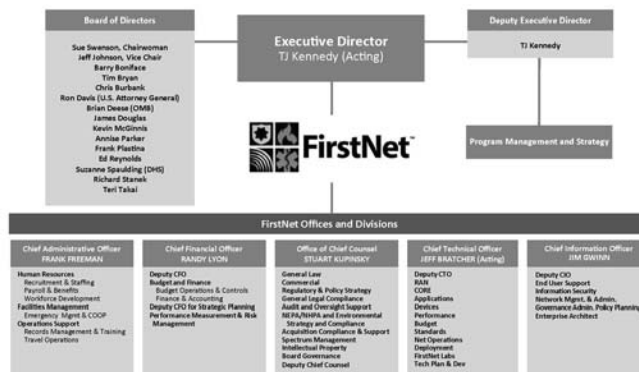 Board of Directors
Sue Swenson, Chairwoman
Jeff Johnson, Vice Chair
Barry Boniface
Tim Bryan
Chris Burbank
Ron Davis (U.S. Attorney General)
Brian Deese (OMB)
James Douglas
Kevin McGinnis
Annise Parker
Frank Plastina
Ed Reynolds
Suzanne Spaulding (DHS)
Richard Stanek
Teri Takai
Executive Director
TJ Kennedy (Acting)
Deputy Executive Director
TJ Kennedy
Program Management and Strategy
FirstNet™
FirstNet Offices and Divisions
Chief Administrative Officer
FRANK FREEMAN
Human Resources
Recruitment & Staffing
Payroll & Benefits
Workforce Development
Facilities Management
Emergency Mgmt & COOP
Operations Support
Records Management & Training
Travel Operations
Chief Financial Officer
RANDY LYON
Deputy CFO
Budget and Finance
Budget Operations & Controls
Finance & Accounting
Deputy CFO for Strategic Planning
Performance Measurement & Risk
Management
Office of Chief Counsel
STUART KUPINSKY
General Law
Commercial
Regulatory & Policy Strategy
General Legal Compliance
Audit and Oversight Support
NEPA/NHPA and Environmental
Strategy and Compliance
Acquisition Compliance & Support
Spectrum Management
Intellectual Property
Board Governance
Deputy Chief Counsel
Chief Technical Officer
JEFF BRATCHER (Acting)
Deputy CTO
RAN
CORE
Applications
Devices
Performance
Budget
Standards
Net Operations
Deployment
FirstNet Labs
Tech Plan & Dev
Chief Information Officer
JIM GWINN
Deputy CIO
End User Support
Information Security
Network Mgmt. & Admin.
Governance Admin. Policy Planning
Enterprise Architect